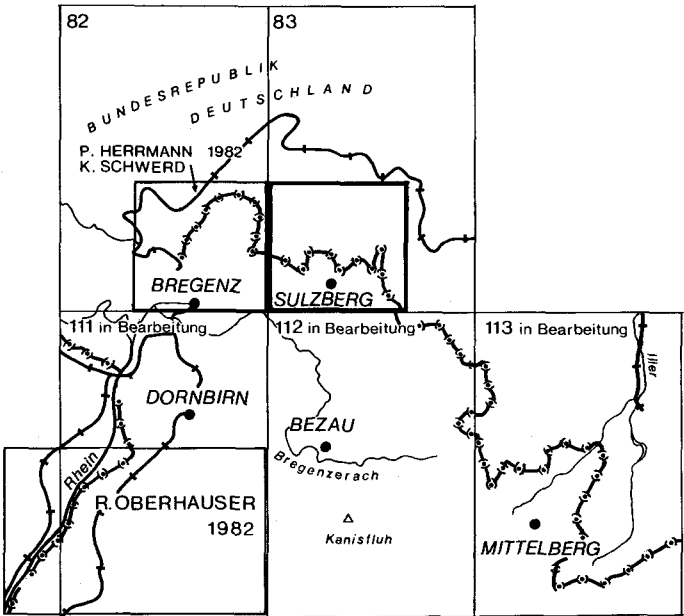 82
83
BUNDESREPUBLIK
DEUTSCHLAND
P. HERRMANN 1982
K. SCHWERD
BREGENZ
SULZBERG
111 in Bearbeitung
112 in Bearbeitung
113 in Bearbeitung
Iller
DORNBIRN
BEZAU
Bregenzerach
Rhein
R. OBERHAUSER
1982
Kanisfluh
MITTELBERG